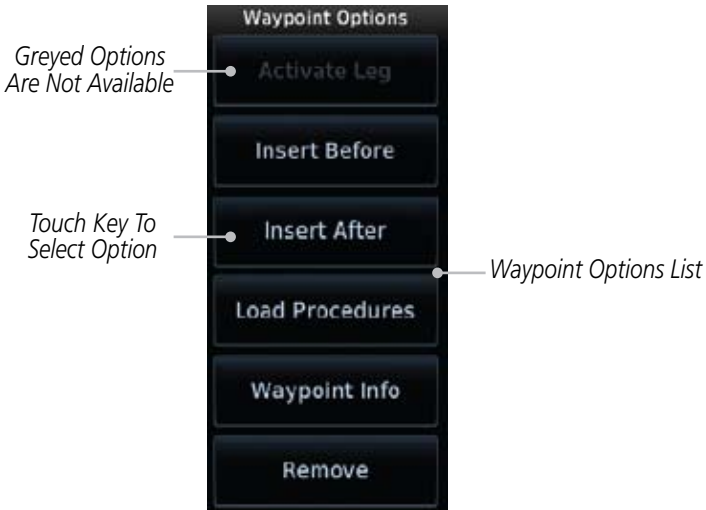 Waypoint Options
Greyed Options
Are Not Available
Activate Leg
Insert Before
Touch Key To
Select Option
Insert After
Waypoint Options List
Load Procedures
Waypoint Info
Remove